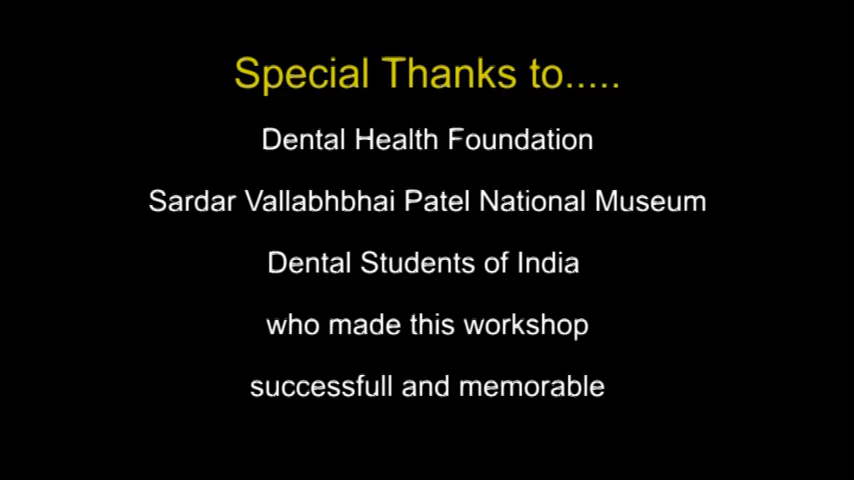 Special Thanks to.....
Dental Health Foundation
Sardar Vallabhbhai Patel National Museum
Dental Students of India
who made this workshop
successfull and memorable